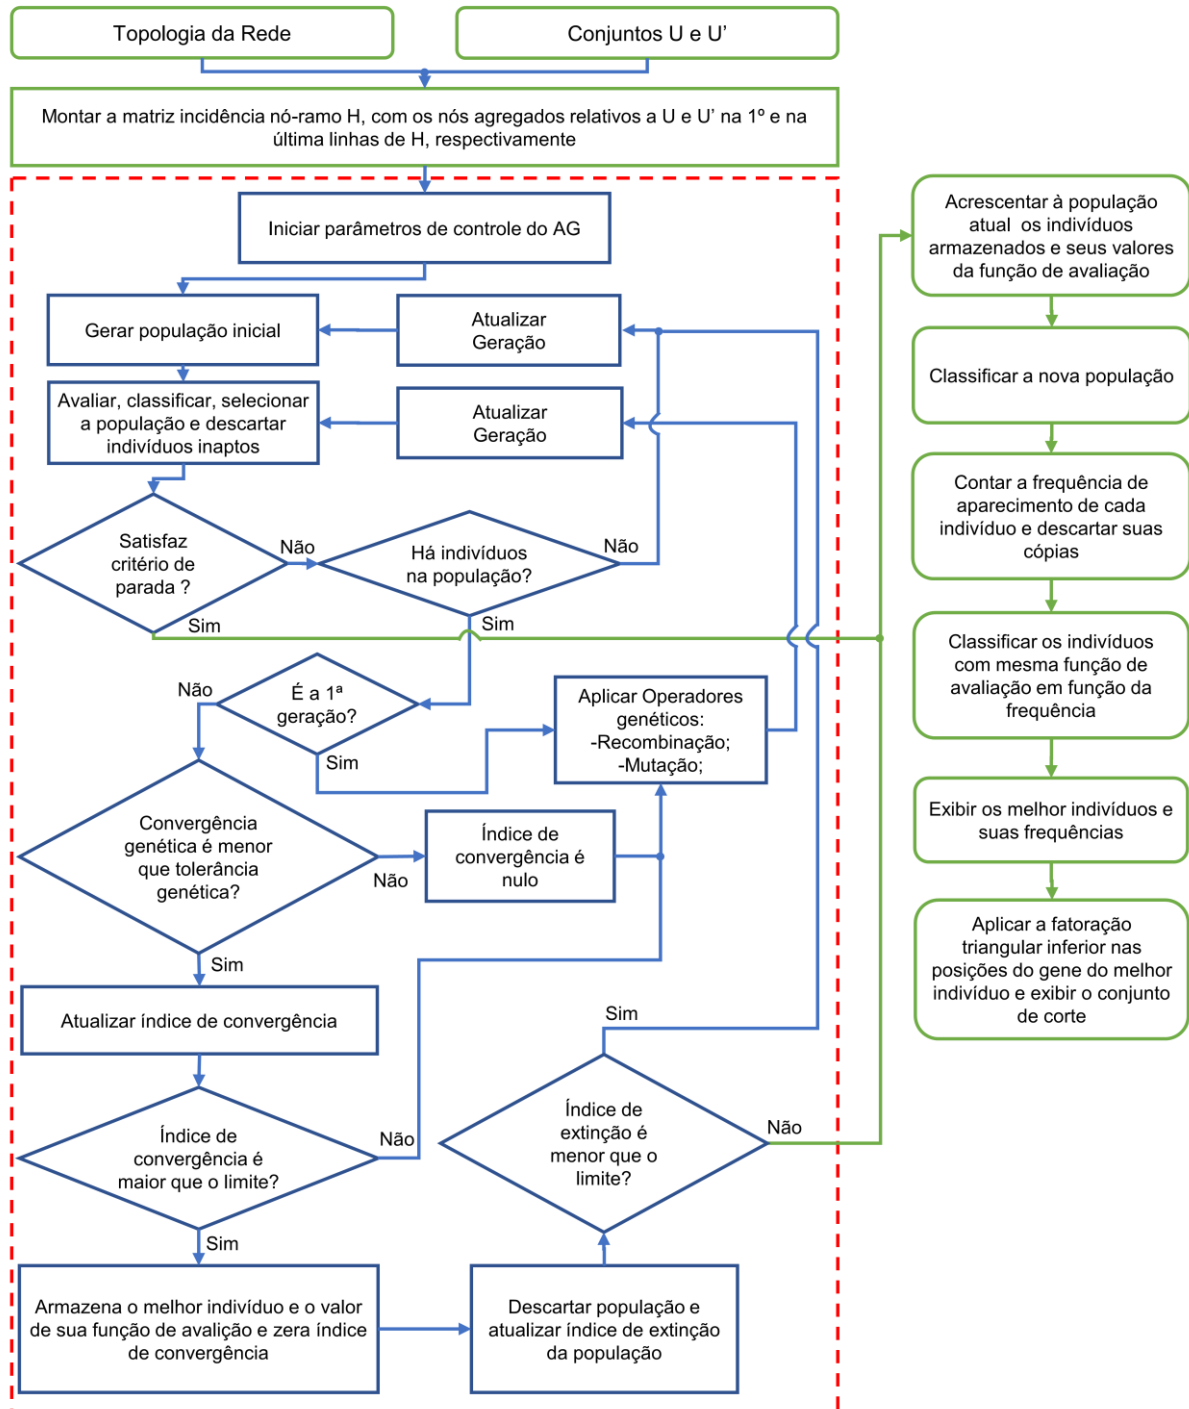 Topologia da Rede
Conjuntos U e U’
Montar a matriz incidência nó-ramo H, com os nós agregados relativos a U e U’ na 1º e na
última linhas de H, respectivamente
Iniciar parâmetros de controle do AG
Gerar população inicial
Atualizar
Geração
Avaliar, classificar, selecionar
a população e descartar
indivíduos inaptos
Atualizar
Geração
Satisfaz
critério de
parada ?
Não
Sim
Há indivíduos
na população?
Não
Sim
É a 1ª
geração?
Não
Sim
Aplicar Operadores
genéticos:
-Recombinação;
-Mutação;
Convergência
genética é menor
que tolerância
genética?
Não
Sim
Índice de
convergência é
nulo
Atualizar índice de convergência
Índice de
convergência é
maior que o limite?
Não
Sim
Armazena o melhor indivíduo e o valor
de sua função de avalição e zera índice
de convergência
Descartar população e
atualizar índice de extinção
da população
Índice de
extinção é
menor que o
limite?
Sim
Não
Acrescentar à população
atual os indivíduos
armazenados e seus valores
da função de avaliação
Classificar a nova população
Contar a frequência de
aparecimento de cada
indivíduo e descartar suas
cópias
Classificar os indivíduos
com mesma função de
avaliação em função da
frequência
Exibir os melhor indivíduos e
suas frequências
Aplicar a fatoração
triangular inferior nas
posições do gene do melhor
indivíduo e exibir o conjunto
de corte